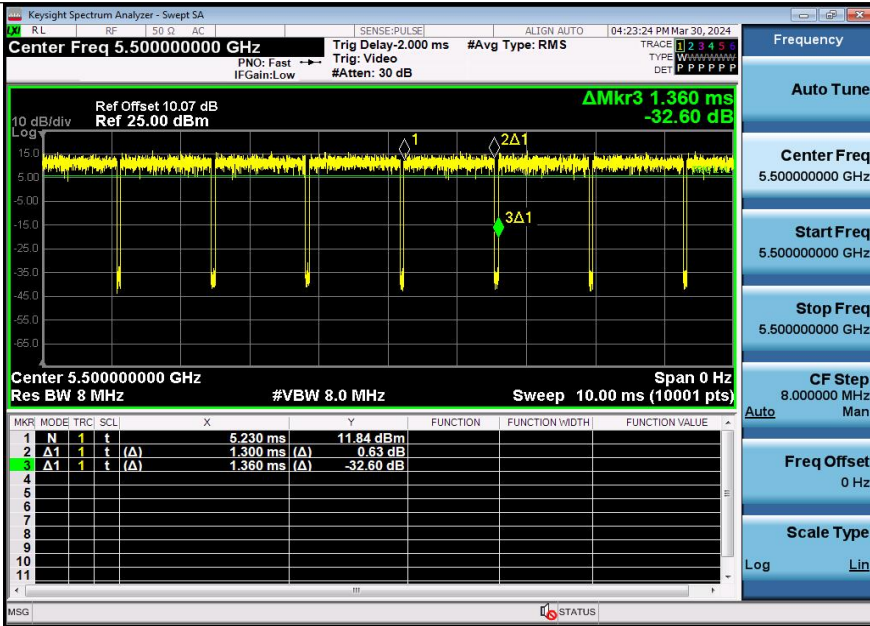 Keysight Spectrum Analyzer - Swept SA
LXI RL RF 50 Ω AC SENSE:PULSE ALIGN AUTO 04:23:24 PM Mar 30, 2024
Center Freq 5.500000000 GHz
PNO: Fast
IFGain:Low
Trig Delay-2.000 ms
Trig: Video
#Atten: 30 dB
#Avg Type: RMS
TRACE 1 2 3 4 5 6
TYPE WWWWWW
DET P P P P P P
Ref Offset 10.07 dB
10 dB/div Ref 25.00 dBm
Log
ΔMkr3 1.360 ms
-32.60 dB
15.0
5.00
-5.00
-15.0
-25.0
-35.0
-45.0
-55.0
-65.0
1
2Δ1
3Δ1
Center 5.500000000 GHz Span 0 Hz
Res BW 8 MHz #VBW 8.0 MHz Sweep 10.00 ms (10001 pts)
MKR MODE TRC SCL X Y FUNCTION FUNCTION WIDTH FUNCTION VALUE
1 N 1 t 5.230 ms 11.84 dBm
2 Δ1 1 t (Δ) 1.300 ms (Δ) 0.63 dB
3 Δ1 1 t (Δ) 1.360 ms (Δ) -32.60 dB
4
5
6
7
8
9
10
11
MSG STATUS
Frequency
Auto Tune
Center Freq
5.500000000 GHz
Start Freq
5.500000000 GHz
Stop Freq
5.500000000 GHz
CF Step
8.000000 MHz
Auto Man
Freq Offset
0 Hz
Scale Type
Log Lin